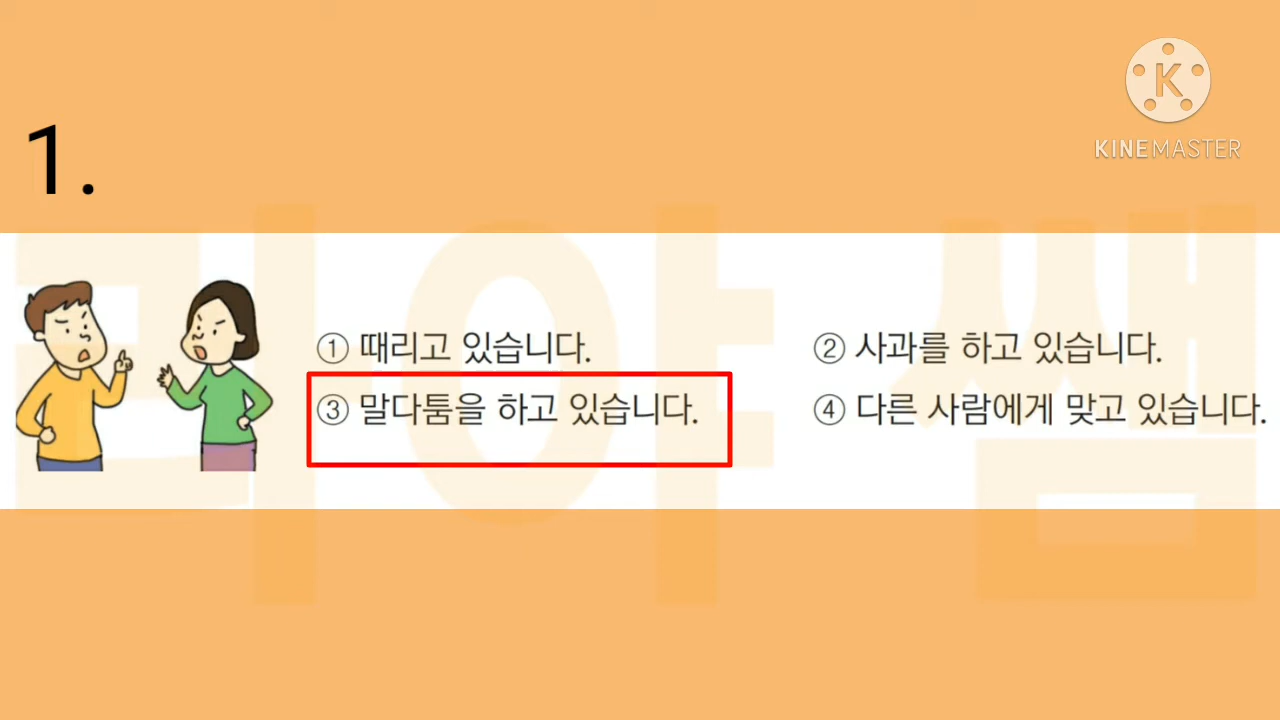 KINEMASTER
1.
① 때리고 있습니다.
② 사과를 하고 있습니다.
③ 말다툼을 하고 있습니다.
④ 다른 사람에게 맞고 있습니다.